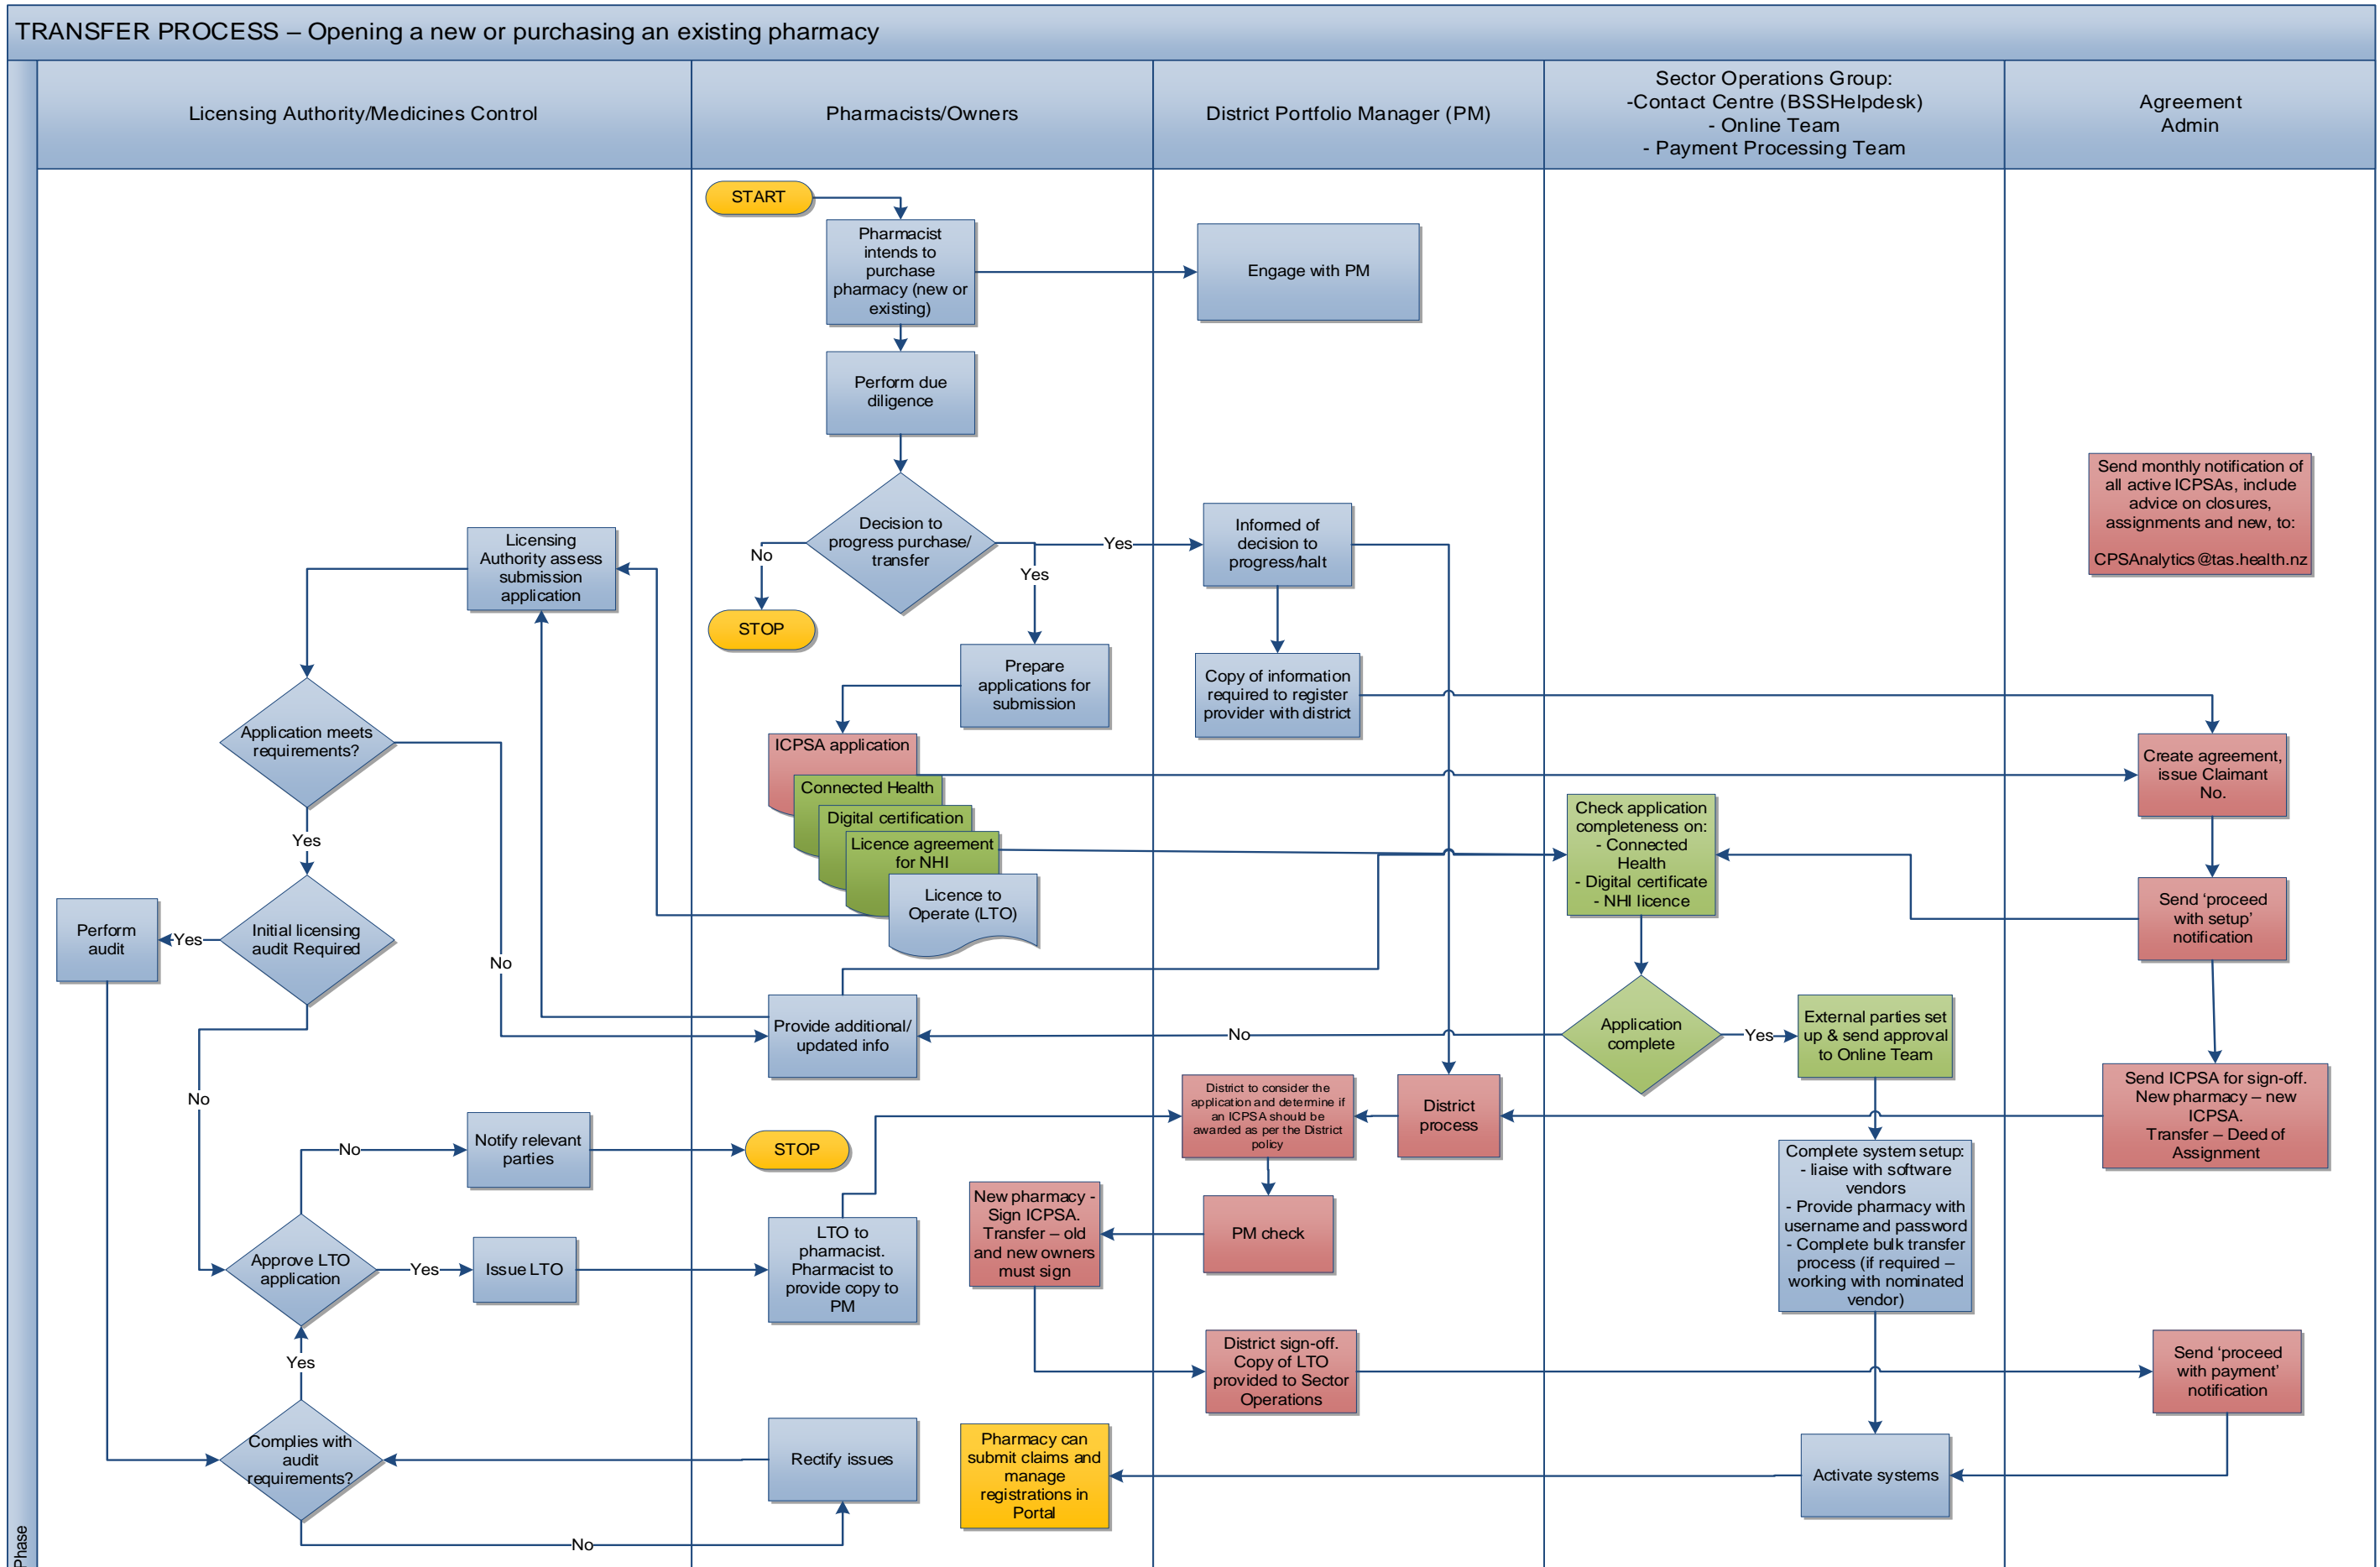 TRANSFER PROCESS – Opening a new or purchasing an existing pharmacy
Licensing Authority/Medicines Control
Pharmacists/Owners
District Portfolio Manager (PM)
Sector Operations Group:
-Contact Centre (BSSHelpdesk)
- Online Team
- Payment Processing Team
Agreement
Admin
START
Pharmacist
intends to
purchase
pharmacy (new or
existing)
Engage with PM
Perform due
diligence
Decision to
progress purchase/
transfer
No
STOP
Yes
Yes
Informed of
decision to
progress/halt
Send monthly notification of
all active ICPSAs, include
advice on closures,
assignments and new, to:
CPSAnalytics@tas.health.nz
Licensing
Authority assess
submission
application
Prepare
applications for
submission
Copy of information
required to register
provider with district
Application meets
requirements?
Yes
No
ICPSA application
Connected Health
Digital certification
Licence agreement
for NHI
Licence to
Operate (LTO)
Create agreement,
issue Claimant
No.
Check application
completeness on:
- Connected
Health
- Digital certificate
- NHI licence
Send ‘proceed
with setup’
notification
Perform
audit
Yes
Initial licensing
audit Required
No
Provide additional/
updated info
No
Application
complete
Yes
External parties set
up & send approval
to Online Team
Send ICPSA for sign-off.
New pharmacy – new
ICPSA.
Transfer – Deed of
Assignment
District to consider the
application and determine if
an ICPSA should be
awarded as per the District
policy
District
process
Notify relevant
parties
No
STOP
Complete system setup:
- liaise with software
vendors
- Provide pharmacy with
username and password
- Complete bulk transfer
process (if required –
working with nominated
vendor)
New pharmacy -
Sign ICPSA.
Transfer – old
and new owners
must sign
PM check
Approve LTO
application
Yes
Issue LTO
LTO to
pharmacist.
Pharmacist to
provide copy to
PM
Yes
District sign-off.
Copy of LTO
provided to Sector
Operations
Send ‘proceed
with payment’
notification
Complies with
audit
requirements?
Rectify issues
Pharmacy can
submit claims and
manage
registrations in
Portal
Activate systems
No
Phase